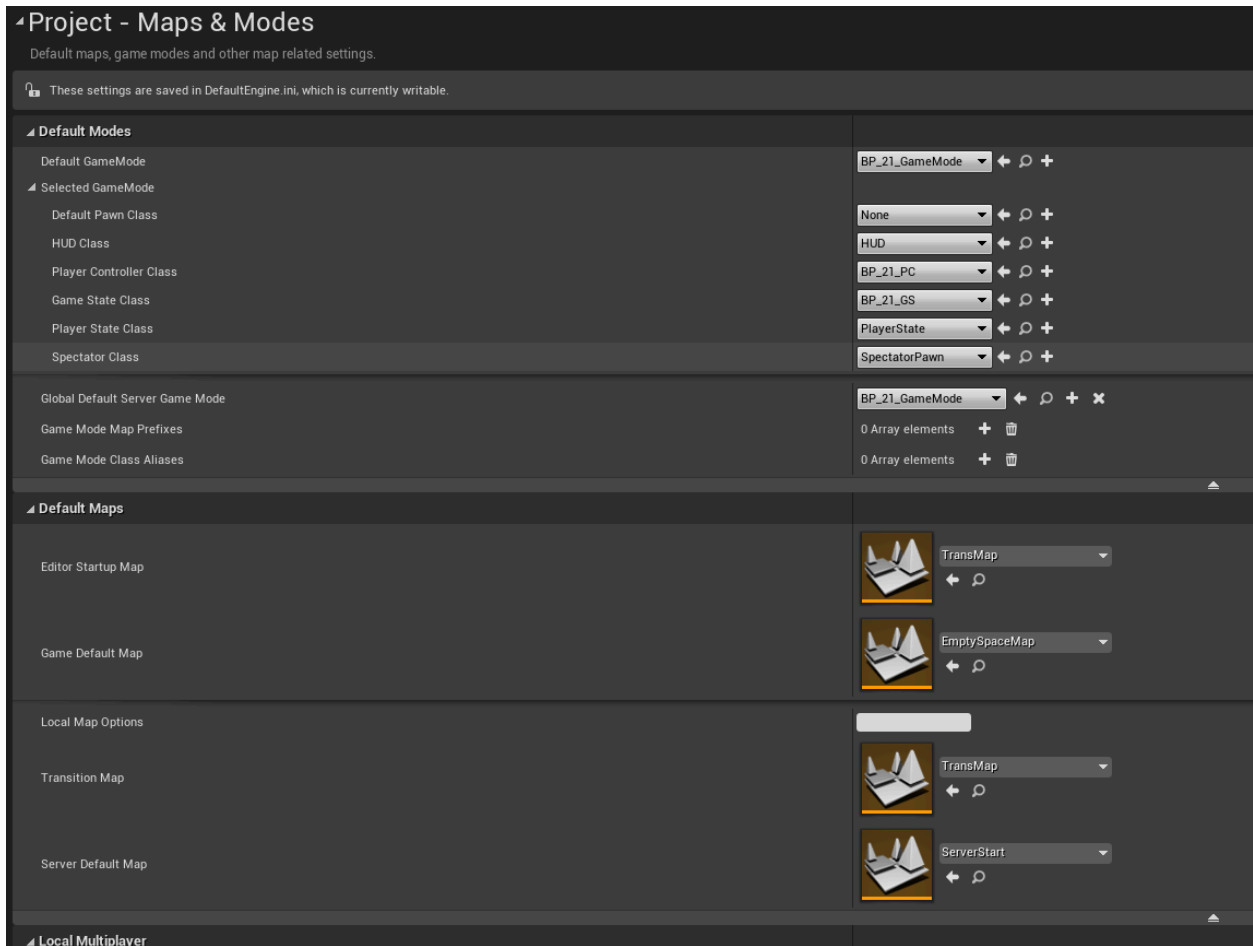 Project - Maps & Modes
Default maps, game modes and other map related settings.
These settings are saved in DefaultEngine.ini, which is currently writable.
Default Modes
Default GameMode BP_21_GameMode
Selected GameMode
Default Pawn Class None
HUD Class HUD
Player Controller Class BP_21_PC
Game State Class BP_21_GS
Player State Class PlayerState
Spectator Class SpectatorPawn
Global Default Server Game Mode BP_21_GameMode
Game Mode Map Prefixes 0 Array elements
Game Mode Class Aliases 0 Array elements
Default Maps
Editor Startup Map TransMap
Game Default Map EmptySpaceMap
Local Map Options
Transition Map TransMap
Server Default Map ServerStart
Local Multiplayer